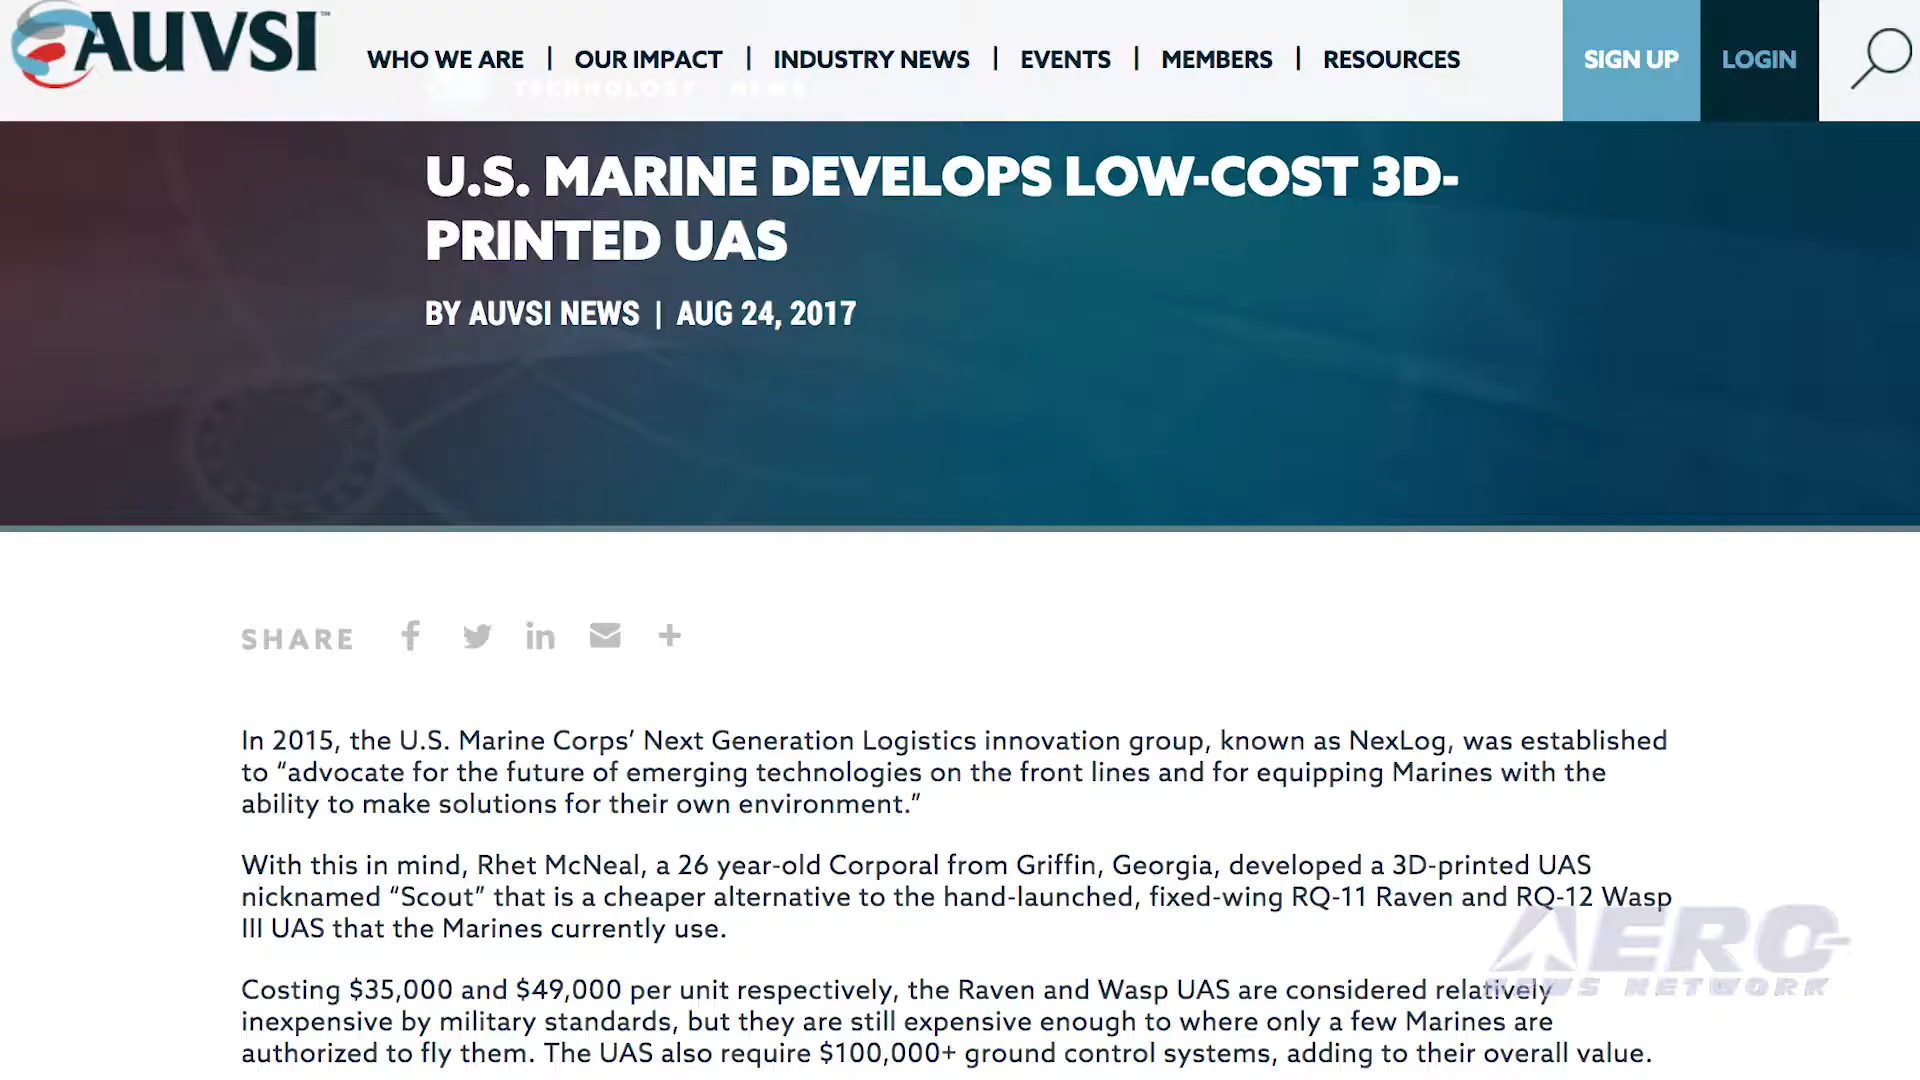 AUVSI™
WHO WE ARE | OUR IMPACT | INDUSTRY NEWS | EVENTS | MEMBERS | RESOURCES
SIGN UP
LOGIN
TECHNOLOGY NEWS
U.S. MARINE DEVELOPS LOW-COST 3D-
PRINTED UAS
BY AUVSI NEWS | AUG 24, 2017
SHARE
In 2015, the U.S. Marine Corps’ Next Generation Logistics innovation group, known as NexLog, was established
to “advocate for the future of emerging technologies on the front lines and for equipping Marines with the
ability to make solutions for their own environment.”
With this in mind, Rhet McNeal, a 26 year-old Corporal from Griffin, Georgia, developed a 3D-printed UAS
nicknamed “Scout” that is a cheaper alternative to the hand-launched, fixed-wing RQ-11 Raven and RQ-12 Wasp
III UAS that the Marines currently use.
Costing $35,000 and $49,000 per unit respectively, the Raven and Wasp UAS are considered relatively
inexpensive by military standards, but they are still expensive enough to where only a few Marines are
authorized to fly them. The UAS also require $100,000+ ground control systems, adding to their overall value.
AERO
NEWS NETWORK